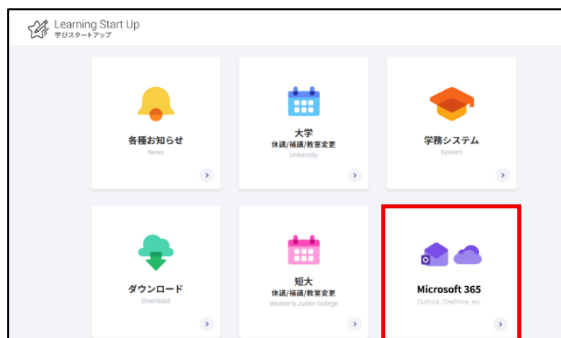 Learning Start Up
学びスタートアップ
各種お知らせ
News
大学
休講/補講/教室変更
University
学務システム
System
ダウンロード
Download
短大
休講/補講/教室変更
Women's Junior college
Microsoft 365
Outlook, OneDrive, etc